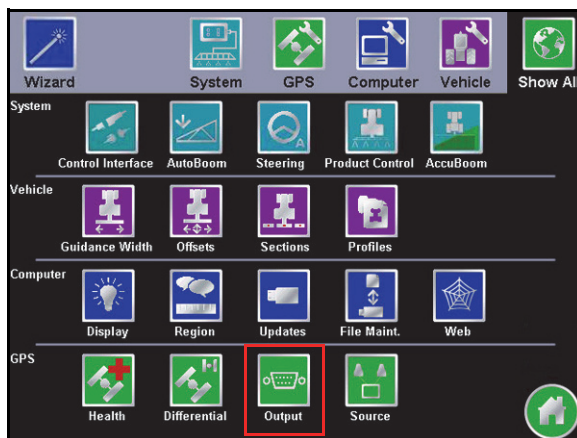 Wizard System GPS Computer Vehicle Show All
System
Control Interface AutoBoom Steering Product Control AccuBoom
Vehicle
Guidance Width Offsets Sections Profiles
Computer
Display Region Updates File Maint. Web
GPS
Health Differential Output Source